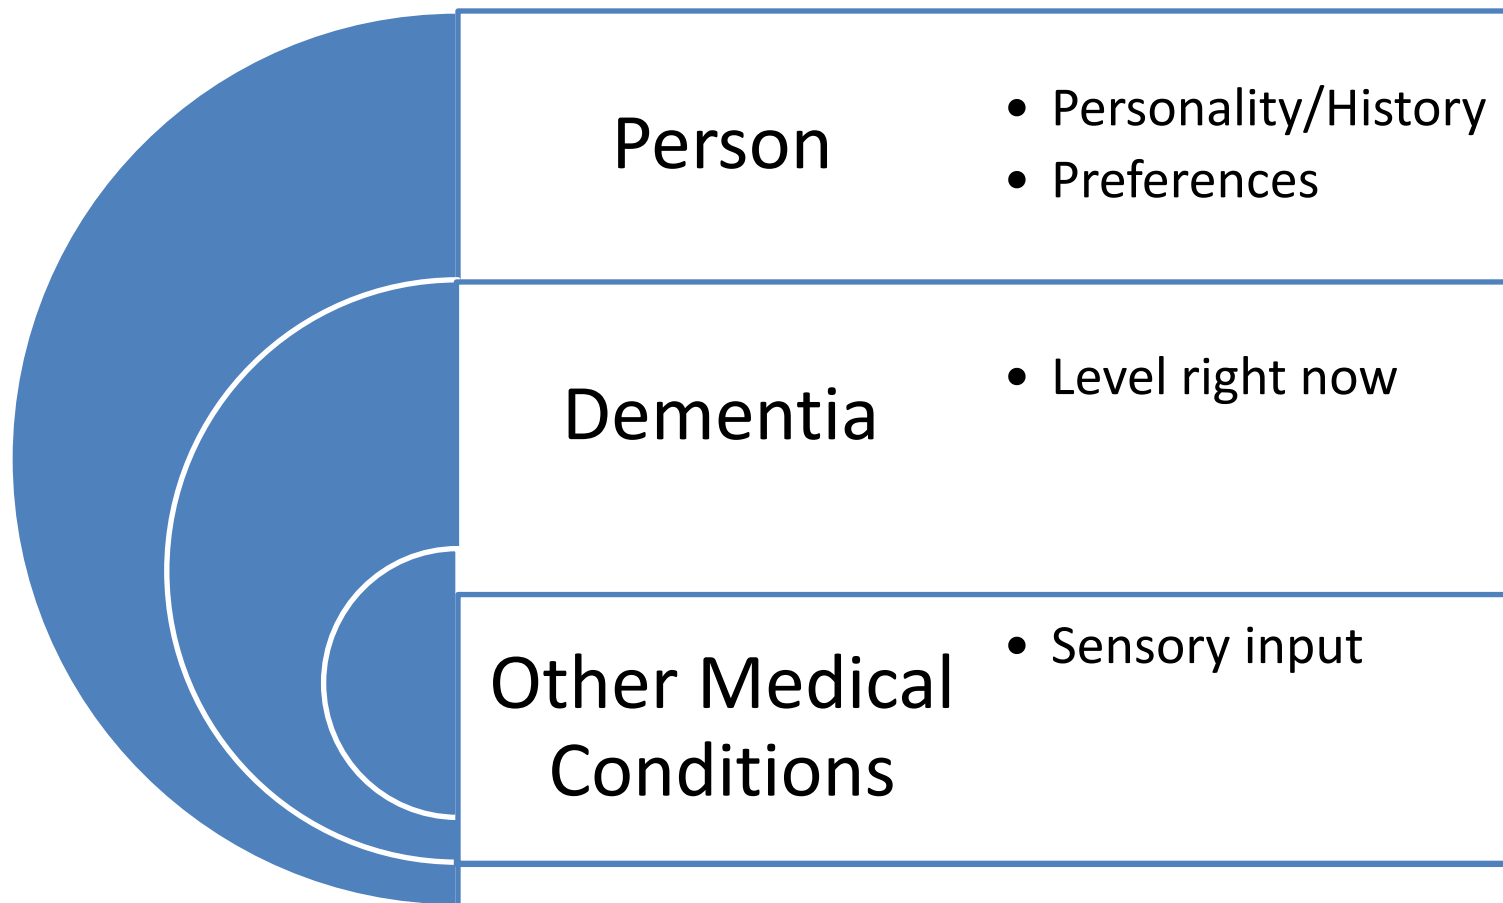 Person
• Personality/History
• Preferences
Dementia
• Level right now
Other Medical
Conditions
• Sensory input